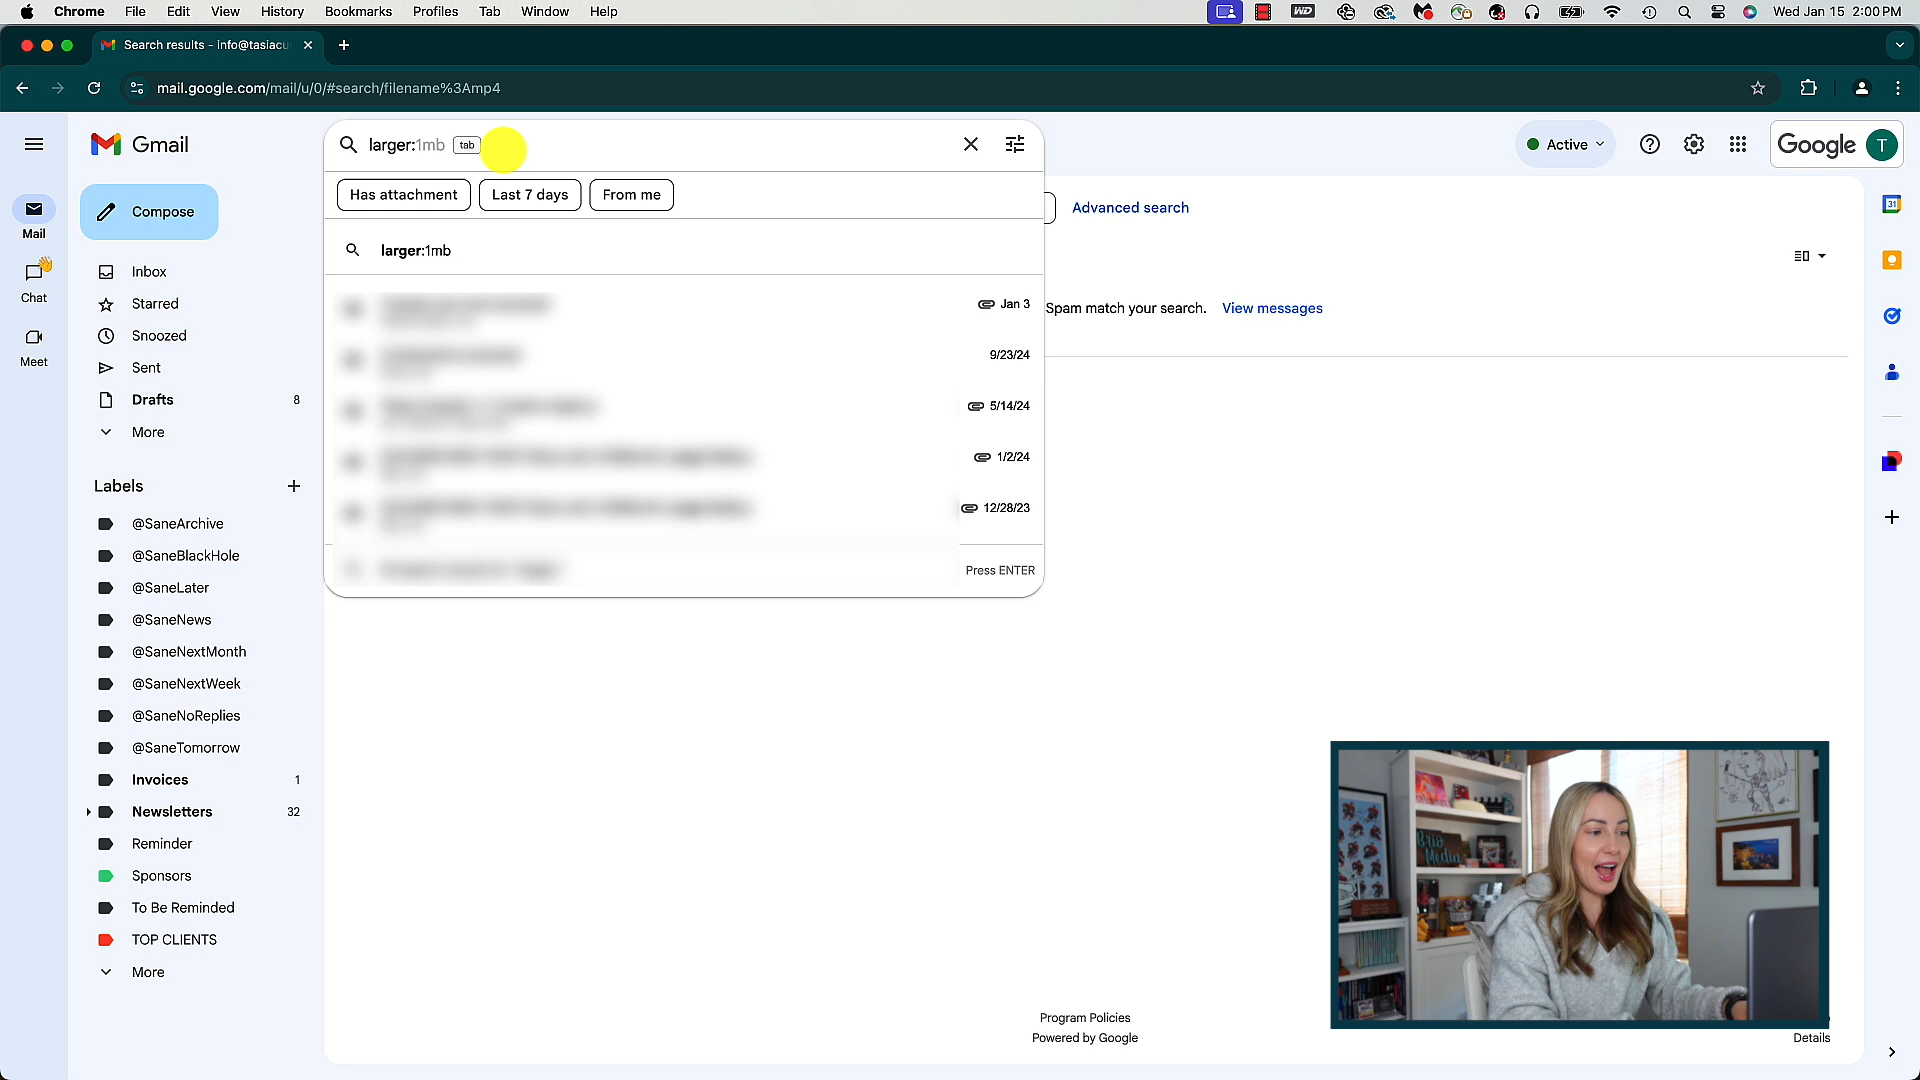 Chrome File Edit View History Bookmarks Profiles Tab Window Help WD Wed Jan 15 2:00 PM
Search results - info@tasiacu
mail.google.com/mail/u/0/#search/filename%3Amp4
Gmail
larger:1mb tab
Active
Google T
Has attachment Last 7 days From me
Advanced search
31
Compose
Mail
larger:1mb
Chat
Meet
Inbox
Starred
Snoozed
Sent
Drafts 8
More
Jan 3
Spam match your search. View messages
9/23/24
5/14/24
1/2/24
12/28/23
Press ENTER
Labels
@SaneArchive
@SaneBlackHole
@SaneLater
@SaneNews
@SaneNextMonth
@SaneNextWeek
@SaneNoReplies
@SaneTomorrow
Invoices 1
Newsletters 32
Reminder
Sponsors
To Be Reminded
TOP CLIENTS
More
Brio
Media
Program Policies
Powered by Google
Details